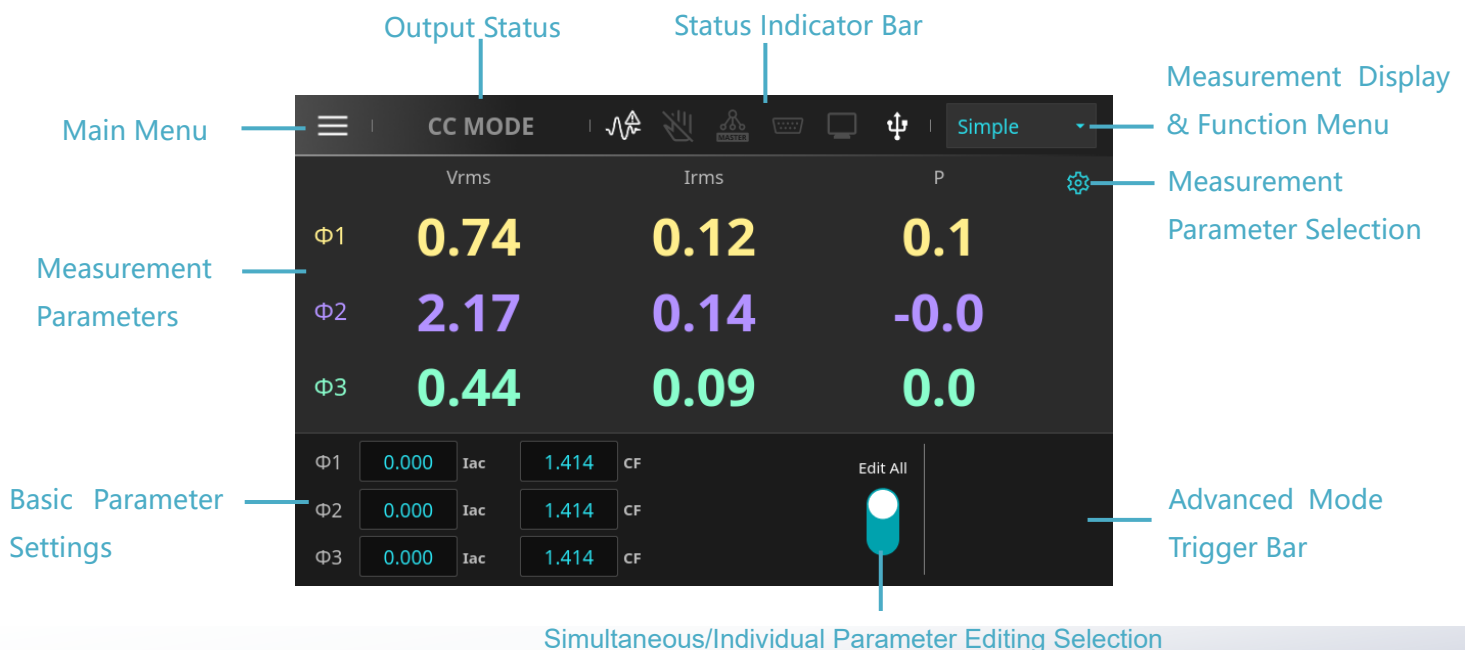 Output Status
Status Indicator Bar
Measurement Display
& Function Menu
Main Menu
CC MODE
MASTER
Simple
Measurement
Parameter Selection
Vrms Irms P
Φ1 0.74 0.12 0.1
Measurement
Parameters
Φ2 2.17 0.14 -0.0
Φ3 0.44 0.09 0.0
Φ1 0.000 Iac 1.414 CF
Edit All
Basic Parameter
Settings
Φ2 0.000 Iac 1.414 CF
Φ3 0.000 Iac 1.414 CF
Advanced Mode
Trigger Bar
Simultaneous/Individual Parameter Editing Selection